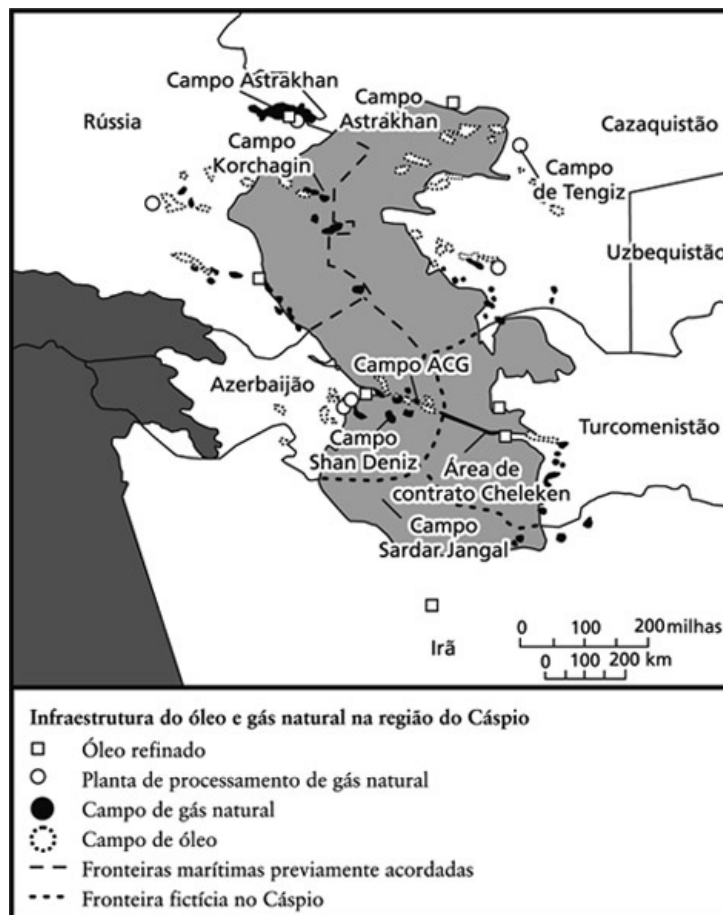 Campo Astrakhan
Campo
Astrakhan
Rússia
Cazaquistão
Campo
Korchagin
Campo
de Tengiz
Uzbequistão
Campo ACG
Azerbaijão
Turcomenistão
Campo
Shan Deniz
Área de
contrato Cheleken
Campo
Sardar Jangal
Irã
0 100 200 milhas
0 100 200 km
Infraestrutura do óleo e gás natural na região do Cáspio
Óleo refinado
Planta de processamento de gás natural
Campo de gás natural
Campo de óleo
Fronteiras marítimas previamente acordadas
Fronteira fictícia no Cáspio